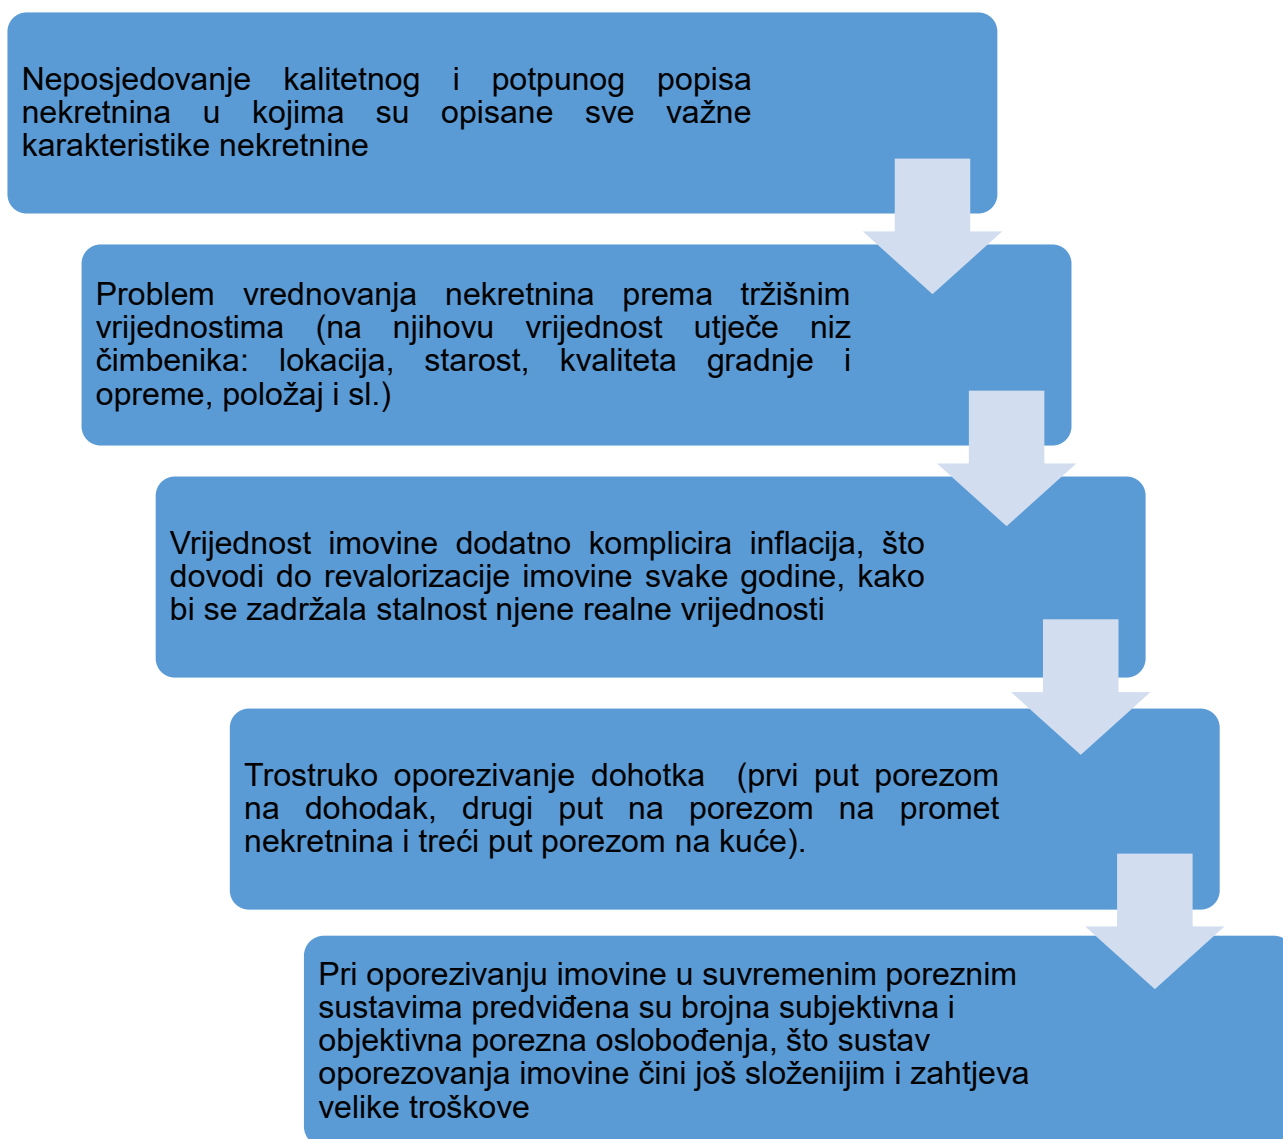 Neposjedovanje kalitetnog i potpunog popisa
nekretnina u kojima su opisane sve važne
karakteristike nekretnine
Problem vrednovanja nekretnina prema tržišnim
vrijednostima (na njihovu vrijednost utječe niz
čimbenika: lokacija, starost, kvaliteta gradnje i
opreme, položaj i sl.)
Vrijednost imovine dodatno komplicira inflacija, što
dovodi do revalorizacije imovine svake godine, kako
bi se zadržala stalnost njene realne vrijednosti
Trostruko oporezivanje dohotka (prvi put porezom
na dohodak, drugi put na porezom na promet
nekretnina i treći put porezom na kuće).
Pri oporezivanju imovine u suvremenim poreznim
sustavima predviđena su brojna subjektivna i
objektivna porezna oslobođenja, što sustav
oporezovanja imovine čini još složenijim i zahtjeva
velike troškove